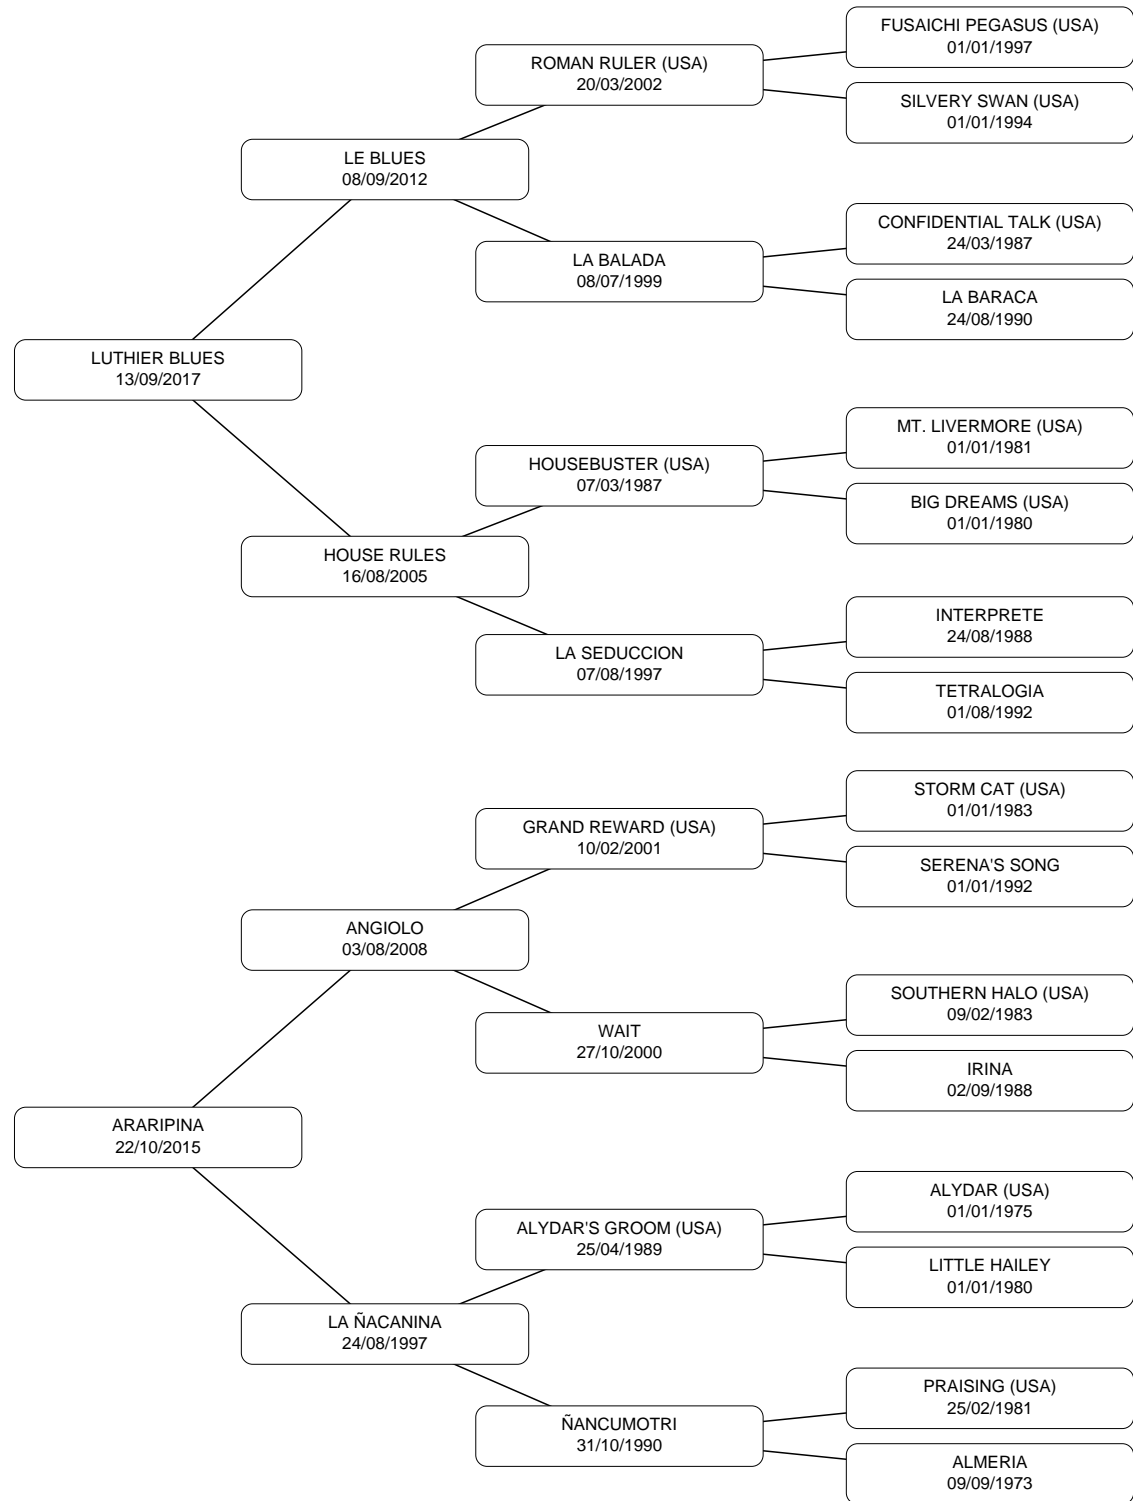 FUSAICHI PEGASUS (USA)
01/01/1997
ROMAN RULER (USA)
20/03/2002
SILVERY SWAN (USA)
01/01/1994
LE BLUES
08/09/2012
CONFIDENTIAL TALK (USA)
24/03/1987
LA BALADA
08/07/1999
LA BARACA
24/08/1990
LUTHIER BLUES
13/09/2017
MT. LIVERMORE (USA)
01/01/1981
HOUSEBUSTER (USA)
07/03/1987
BIG DREAMS (USA)
01/01/1980
HOUSE RULES
16/08/2005
INTERPRETE
24/08/1988
LA SEDUCCION
07/08/1997
TETRALOGIA
01/08/1992
STORM CAT (USA)
01/01/1983
GRAND REWARD (USA)
10/02/2001
SERENA'S SONG
01/01/1992
ANGIOLO
03/08/2008
SOUTHERN HALO (USA)
09/02/1983
WAIT
27/10/2000
IRINA
02/09/1988
ARARIPINA
22/10/2015
ALYDAR (USA)
01/01/1975
ALYDAR'S GROOM (USA)
25/04/1989
LITTLE HAILEY
01/01/1980
LA ÑACANINA
24/08/1997
PRAISING (USA)
25/02/1981
ÑANCUMOTRI
31/10/1990
ALMERIA
09/09/1973